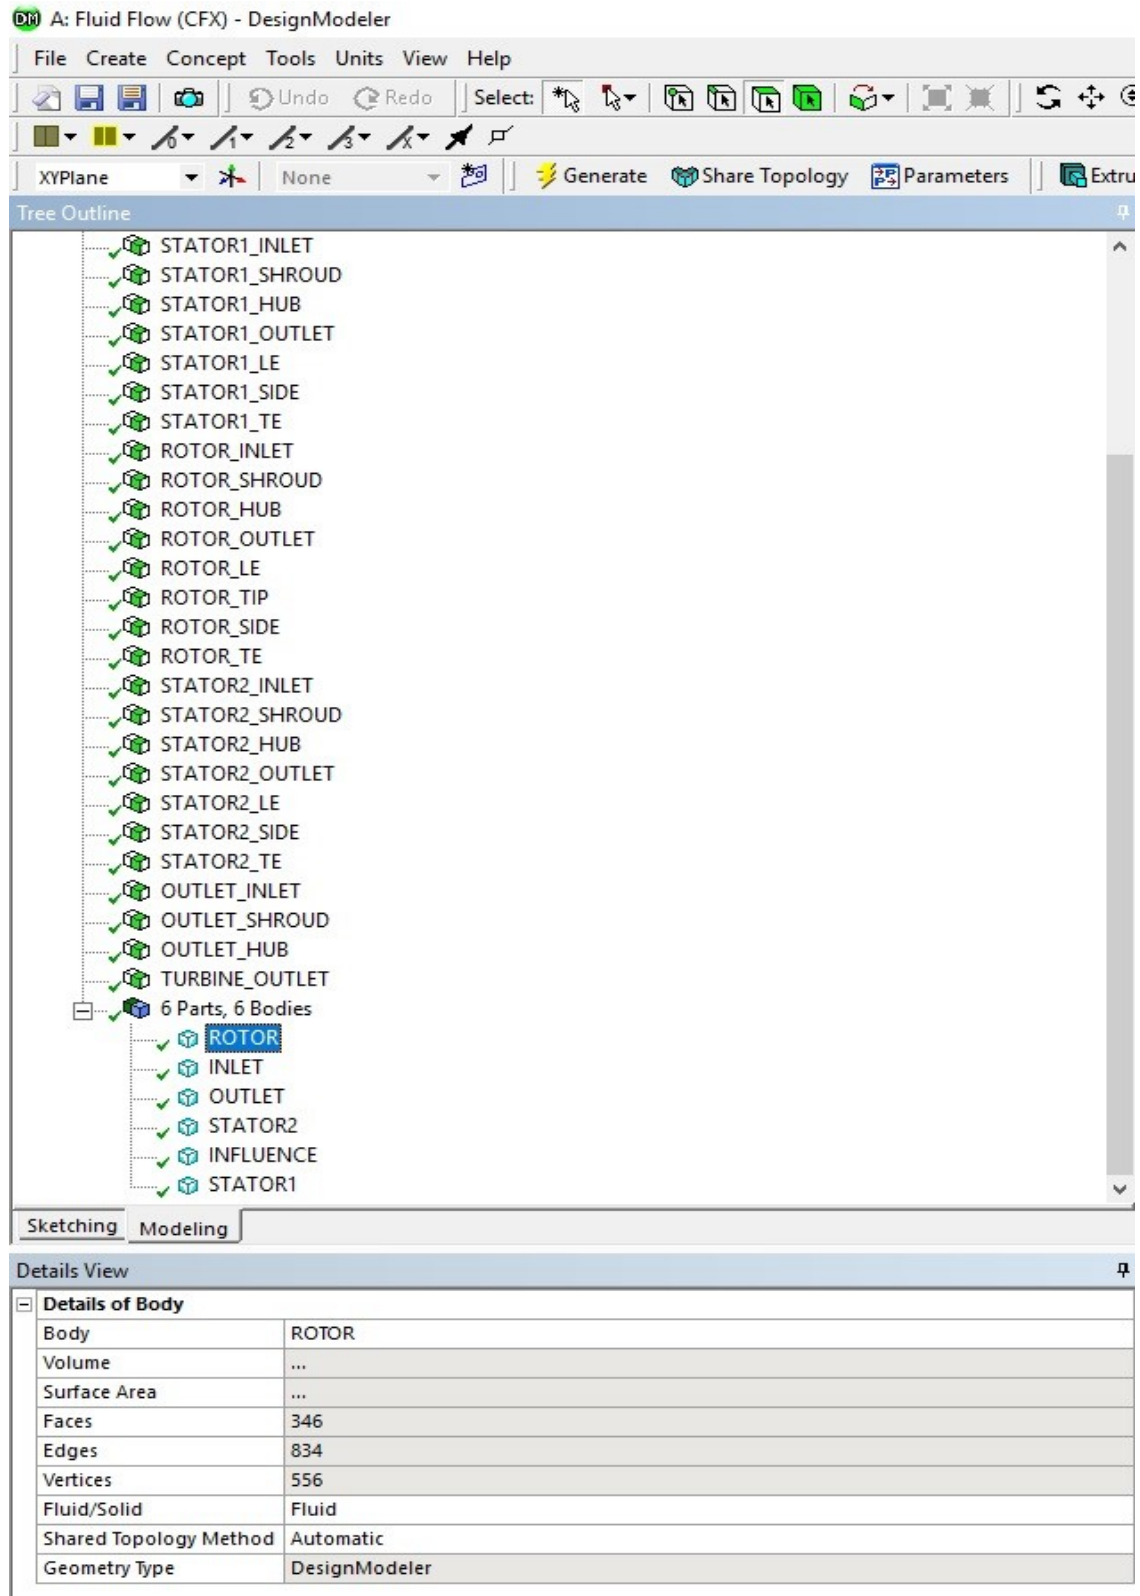 DM A: Fluid Flow (CFX) - DesignModeler
File Create Concept Tools Units View Help
Undo Redo Select:
XYPlane None Generate Share Topology Parameters Extru
Tree Outline
STATOR1_INLET
STATOR1_SHROUD
STATOR1_HUB
STATOR1_OUTLET
STATOR1_LE
STATOR1_SIDE
STATOR1_TE
ROTOR_INLET
ROTOR_SHROUD
ROTOR_HUB
ROTOR_OUTLET
ROTOR_LE
ROTOR_TIP
ROTOR_SIDE
ROTOR_TE
STATOR2_INLET
STATOR2_SHROUD
STATOR2_HUB
STATOR2_OUTLET
STATOR2_LE
STATOR2_SIDE
STATOR2_TE
OUTLET_INLET
OUTLET_SHROUD
OUTLET_HUB
TURBINE_OUTLET
6 Parts, 6 Bodies
ROTOR
INLET
OUTLET
STATOR2
INFLUENCE
STATOR1
Sketching Modeling
Details View
Details of Body
Body ROTOR
Volume ...
Surface Area ...
Faces 346
Edges 834
Vertices 556
Fluid/Solid Fluid
Shared Topology Method Automatic
Geometry Type DesignModeler